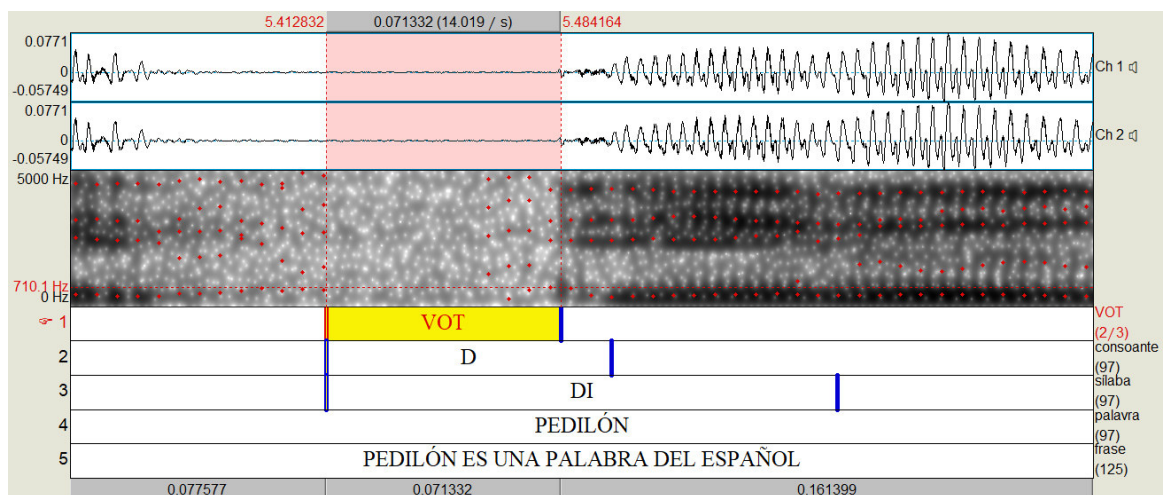 5.412832 0.071332 (14.019 / s) 5.484164
0.0771
0
-0.05749
Ch 1
0.0771
0
-0.05749
Ch 2
5000 Hz
710.1 Hz
0 Hz
1 VOT VOT
(2/3)
2 D consoante
(97)
3 DI sílaba
(97)
4 PEDILÓN palavra
(97)
5 PEDILÓN ES UNA PALABRA DEL ESPAÑOL frase
(125)
0.077577 0.071332 0.161399